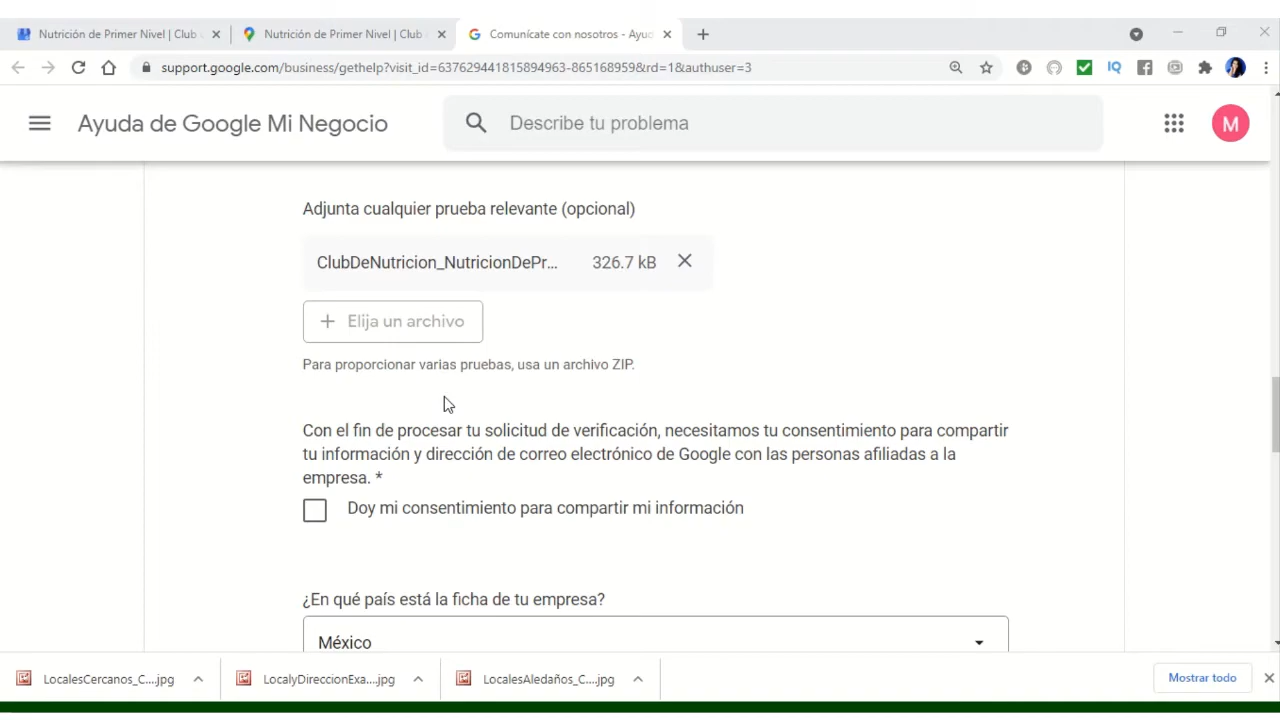 Nutrición de Primer Nivel | Club
Nutrición de Primer Nivel | Club
Comunícate con nosotros - Ayu
support.google.com/business/gethelp?visit_id=637629441815894963-865168959&rd=1&authuser=3
IQ
Ayuda de Google Mi Negocio
Describe tu problema
M
Adjunta cualquier prueba relevante (opcional)
ClubDeNutricion_NutricionDePr... 326.7 kB
+ Elija un archivo
Para proporcionar varias pruebas, usa un archivo ZIP.
Con el fin de procesar tu solicitud de verificación, necesitamos tu consentimiento para compartir
tu información y dirección de correo electrónico de Google con las personas afiliadas a la
empresa. *
Doy mi consentimiento para compartir mi información
¿En qué país está la ficha de tu empresa?
México
LocalesCercanos_C....jpg
LocalyDireccionExa....jpg
LocalesAledaños_C....jpg
Mostrar todo